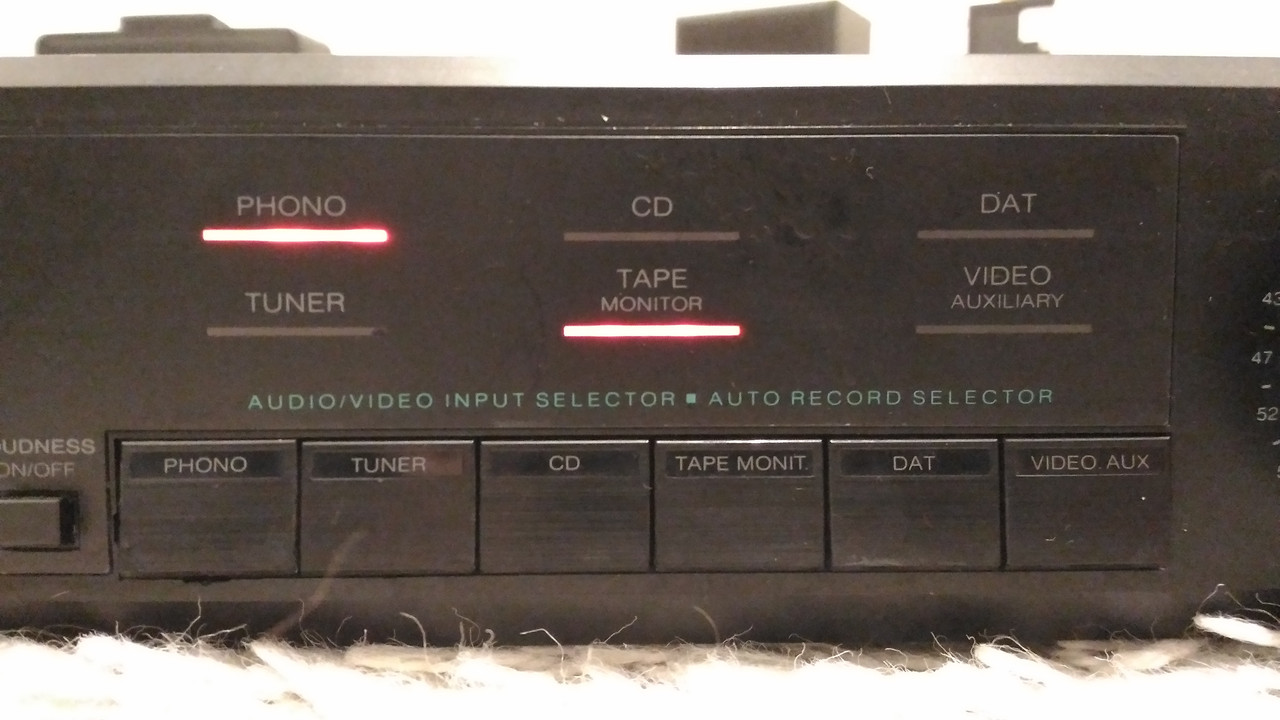 PHONO
CD
DAT
TUNER
TAPE
MONITOR
VIDEO
AUXILIARY
AUDIO/VIDEO INPUT SELECTOR ■ AUTO RECORD SELECTOR
UDNESS
ON/OFF
PHONO
TUNER
CD
TAPE MONIT.
DAT
VIDEO. AUX
43
-
47
-
52